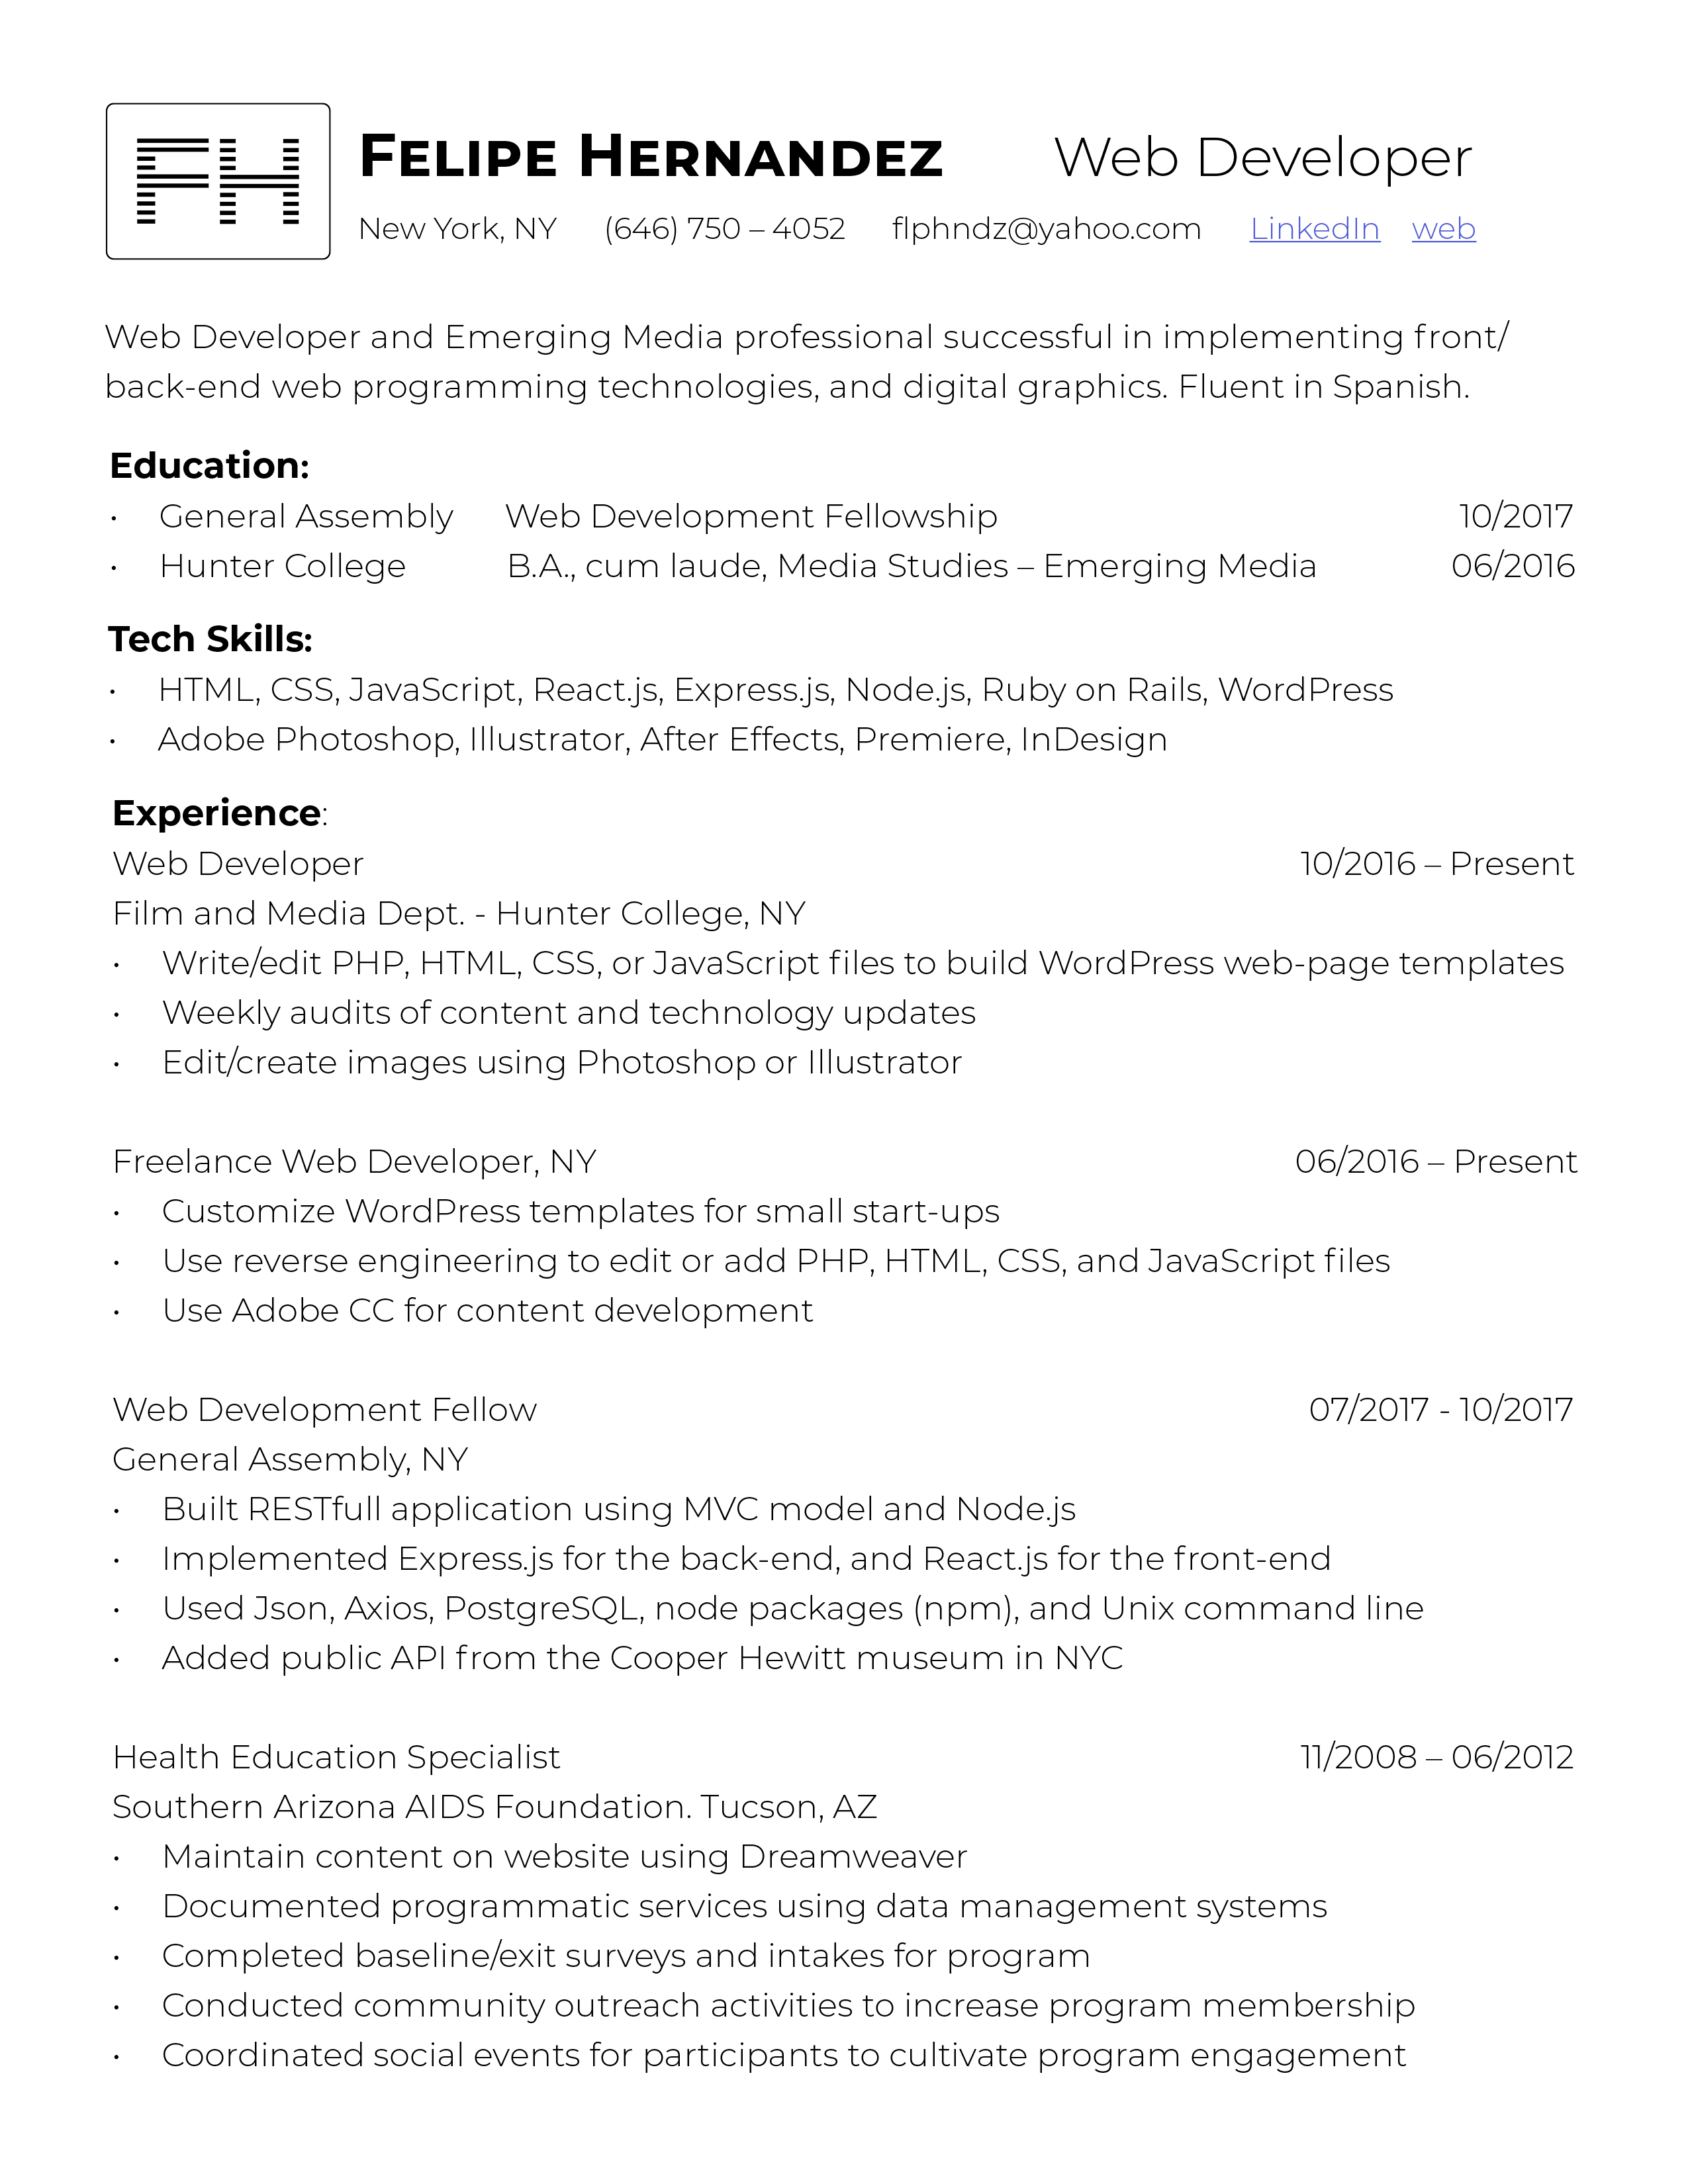 FH
Felipe Hernandez Web Developer
New York, NY (646) 750 – 4052 flphndz@yahoo.com LinkedIn web
Web Developer and Emerging Media professional successful in implementing front/
back-end web programming technologies, and digital graphics. Fluent in Spanish.
Education:
• General Assembly Web Development Fellowship 10/2017
• Hunter College B.A., cum laude, Media Studies – Emerging Media 06/2016
Tech Skills:
• HTML, CSS, JavaScript, React.js, Express.js, Node.js, Ruby on Rails, WordPress
• Adobe Photoshop, Illustrator, After Effects, Premiere, InDesign
Experience:
Web Developer 10/2016 – Present
Film and Media Dept. - Hunter College, NY
• Write/edit PHP, HTML, CSS, or JavaScript files to build WordPress web-page templates
• Weekly audits of content and technology updates
• Edit/create images using Photoshop or Illustrator
Freelance Web Developer, NY 06/2016 – Present
• Customize WordPress templates for small start-ups
• Use reverse engineering to edit or add PHP, HTML, CSS, and JavaScript files
• Use Adobe CC for content development
Web Development Fellow 07/2017 - 10/2017
General Assembly, NY
• Built RESTfull application using MVC model and Node.js
• Implemented Express.js for the back-end, and React.js for the front-end
• Used Json, Axios, PostgreSQL, node packages (npm), and Unix command line
• Added public API from the Cooper Hewitt museum in NYC
Health Education Specialist 11/2008 – 06/2012
Southern Arizona AIDS Foundation. Tucson, AZ
• Maintain content on website using Dreamweaver
• Documented programmatic services using data management systems
• Completed baseline/exit surveys and intakes for program
• Conducted community outreach activities to increase program membership
• Coordinated social events for participants to cultivate program engagement